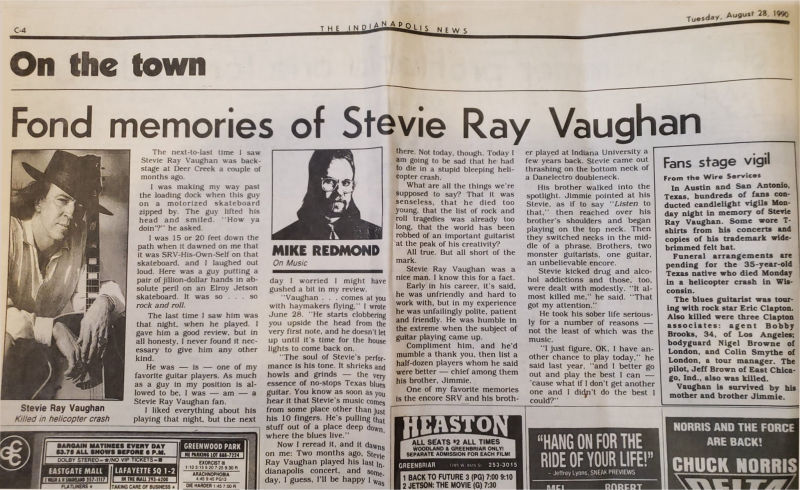 C-4
THE INDIANAPOLIS NEWS
Tuesday, August 28, 1990
On the town
Fond memories of Stevie Ray Vaughan
Stevie Ray Vaughan
Killed in helicopter crash
The next-to-last time I saw
Stevie Ray Vaughan was back-
stage at Deer Creek a couple of
months ago.
I was making my past
the loading dock when this guy
on a motorized skateboard
zipped by. The guy lifted his
head and smiled. "How ya
doin'?" he asked.
I was 15 or 20 feet down the
path when it dawned on me that
it was SRV-His-Own-Self on that
skateboard, and I laughed out
loud. Here was a guy putting a
pair of jillion-dollar hands in ab-
solute peril on an Elroy Jetson
skateboard. It was so . . . so
rock and roll.
The last time I saw him
was that night, when he played. I
gave him a good review, but in
all honesty, I never found it neces-
sary to give him any other
kind.
He was — is — one of my
favorite guitar players. As much
as a guy in my position is al-
lowed to be, I was — am — a
Stevie Ray Vaughan fan.
I liked everything about his
playing that night, but the next
MIKE REDMOND
On Music
day I worried I might have
gushed a bit in my review.
"Vaughan . . . comes at you
with haymakers flying," I wrote
June 28. "He starts clobbering
you upside the head from the
very first note, and he doesn't let
up until it's time for the house
lights to come back on.
"The soul of Stevie's perfor-
mance is his tone. It shrieks and
howls and grinds — the very
essence of no-stops Texas blues
guitar. You know as soon as you
hear it that Stevie's music comes
from some place other than just
his 10 fingers. He's pulling that
stuff out of a place deep down,
where the blues live."
Now I reread it and it dawns
on me: Two months ago, Stevie
Ray Vaughan played his last In-
dianapolis concert, and some-
day, I guess, I'll be happy I was
there. Not today, though. Today I
am going to be sad that he had
to die in a stupid bleeping heli-
copter crash.
What are all the things we're
supposed to say? That it was
senseless, that he died too
young, that the list of rock and
roll tragedies was already too
long, that the world has been
robbed of an important guitarist
at the peak of his creativity?
All true. But all short of the
mark.
Stevie Ray Vaughan was a
nice man. I know this for a fact.
Early in his career, it's said,
he was unfriendly and hard to
work with, but in my experience
he was unfailingly polite, patient
and friendly. He was humble in
the extreme when the subject of
guitar playing came up.
Compliment him, and he'd
mumble a thank you, then list a
half-dozen players whom he said
were better — chief among them
his brother, Jimmie.
One of my favorite memories
is the encore SRV and his broth-
er played at Indiana University a
few years back. Stevie came out
thrashing on the bottom neck of
a Danelectro doubleneck.
His brother walked into the
spotlight. Jimmie pointed at his
Stevie, as if to say "Listen to
that," then reached over his
brother's shoulders and began
playing on the top neck. Then
they switched necks in the mid-
dle of a phrase. Brothers, two
monster guitarists, one guitar,
an unbelievable encore.
Stevie kicked drug and alco-
hol addictions and those, too,
were dealt with modestly. "It al-
most killed me," he said. "That
got my attention."
He took his sober life serious-
ly for a number of reasons —
not the least of which was the
music.
"I just figure, OK, I have an-
other chance to play today," he
said last year, "and I better go
out and play the best I can —
'cause what if I don't get another
one and I didn't do the best I
could?"
Fans stage vigil
From the Wire Services
In Austin and San Antonio,
Texas, hundreds of fans con-
ducted candlelight vigils Mon-
day night in memory of Stevie
Ray Vaughan. Some wore T-
shirts from his concerts and
copies of his trademark wide-
brimmed felt hat.
Funeral arrangements are
pending for the 35-year-old
Texas native who died Monday
in a helicopter crash in Wis-
consin.
The blues guitarist was tour-
ing with rock star Eric Clapton.
Also killed were three Clapton
associates: agent Bobby
Brooks, 34, of Los Angeles;
bodyguard Nigel Browne of
London, and Colin Smythe of
London, a tour manager. The
pilot, Jeff Brown of East Chica-
go, Ind., also was killed.
Vaughan is survived by his
mother and brother Jimmie.
BARGAIN MATINEES EVERY DAY
$3.75 ALL SHOWS BEFORE 6 P.M.
DOLBY STEREO VIP TICKETS
EASTGATE MALL
LAFAYETTE SQ 1-2
IN THE MALL 293-4200
FLATLINERS
TAKING CARE OF BUSINESS
GREENWOOD PARK
EXORCIST III
ARACHNOPHOBIA
DIE HARDER
HEASTON
ALL SEATS $2 ALL TIMES
WOODLAND & GREENBRIAR ONLY
SEPARATE ADMISSION FOR EACH FILM!
GREENBRIAR
253-3015
1 BACK TO FUTURE 3 (PG) 7:00 9:10
2 JETSON: THE MOVIE (G) 7:30
"HANG ON FOR THE
RIDE OF YOUR LIFE!"
- Jeffrey Lyons, SNEAK PREVIEWS
MEL ROBERT
NORRIS AND THE FORCE
ARE BACK!
CHUCK NORRIS
DELTA